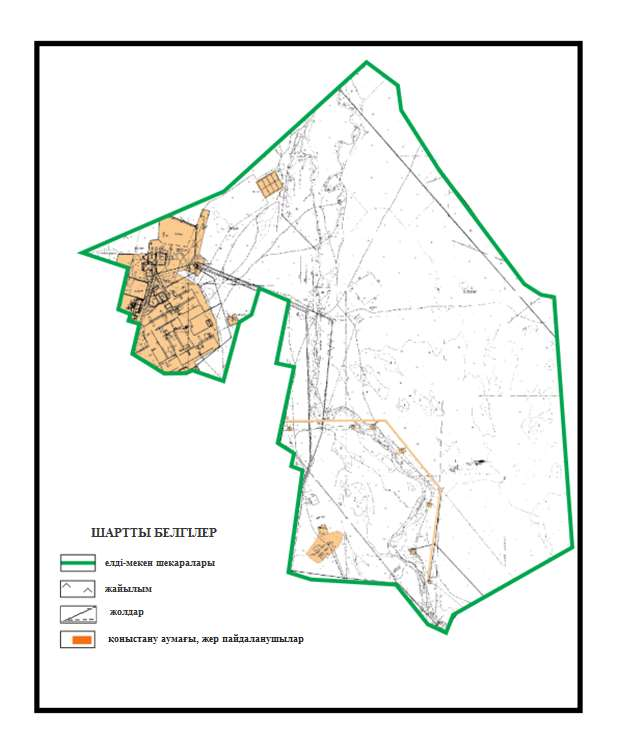 ШАРТТЫ БЕЛГІЛЕР
елді-мекен шекаралары
жайылым
жолдар
қоныстану аумағы, жер пайдаланушылар